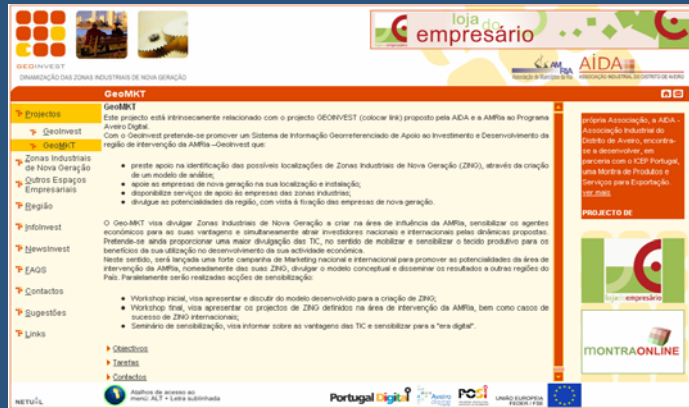 loja do
empresário
GEOINVEST
DINAMIZAÇÃO DAS ZONAS INDUSTRIAIS DE NOVA GERAÇÃO
AMRIA
Associação de Municípios da Ria
AIDA
ASSOCIAÇÃO INDUSTRIAL DO DISTRITO DE AVEIRO
GeoMKT
Projectos
GeoInvest
GeoMKT
Zonas Industriais
de Nova Geração
Outros Espaços
Empresariais
Região
InfoInvest
NewsInvest
FAQS
Contactos
Sugestões
Links
GeoMKT
Este projecto está intrinsecamente relacionado com o projecto GEOINVEST (colocar link) proposto pela AIDA e a AMRia ao Programa
Aveiro Digital.
Com o GeoInvest pretende-se promover um Sistema de Informação Georreferenciado de Apoio ao Investimento e Desenvolvimento da
região de intervenção da AMRia –GeoInvest que:
preste apoio na identificação das possíveis localizações de Zonas Industriais de Nova Geração (ZING), através da criação
de um modelo de análise;
apoie as empresas de nova geração na sua localização e instalação;
disponibilize serviços de apoio às empresas das zonas industriais;
divulgue as potencialidades da região, com vista à fixação das empresas de nova geração.
O Geo-MKT visa divulgar Zonas Industriais de Nova Geração a criar na área de influência da AMRia, sensibilizar os agentes
económicos para as suas vantagens e simultaneamente atrair investidores nacionais e internacionais pelas dinâmicas propostas.
Pretende-se ainda proporcionar uma maior divulgação das TIC, no sentido de mobilizar e sensibilizar o tecido produtivo para os
benefícios da sua utilização no desenvolvimento da sua actividade económica.
Neste sentido, será lançada uma forte campanha de Marketing nacional e internacional para promover as potencialidades da área de
intervenção da AMRia, nomeadamente das suas ZING, divulgar o modelo conceptual e disseminar os resultados a outras regiões do
País. Paralelamente serão realizadas acções de sensibilização:
Workshop inicial, visa apresentar e discutir do modelo desenvolvido para a criação de ZING;
Workshop final, visa apresentar os projectos de ZING definidos na área de intervenção da AMRia, bem como casos de
sucesso de ZING internacionais;
Seminário de sensibilização, visa informar sobre as vantagens das TIC e sensibilizar para a "era digital".
Objectivos
Tarefas
Contactos
própria Associação, a AIDA -
Associação Industrial do
Distrito de Aveiro, encontra-
se a desenvolver, em
parceria com o ICEP Portugal,
uma Montra de Produtos e
Serviços para Exportação.
ver mais
PROJECTO DE
loja do empresário
MONTRAONLINE
Atalhos de acesso ao
menu: ALT + Letra sublinhada
Portugal Digital
Aveiro
POSI
UNIÃO EUROPEIA
FEDER / FSE